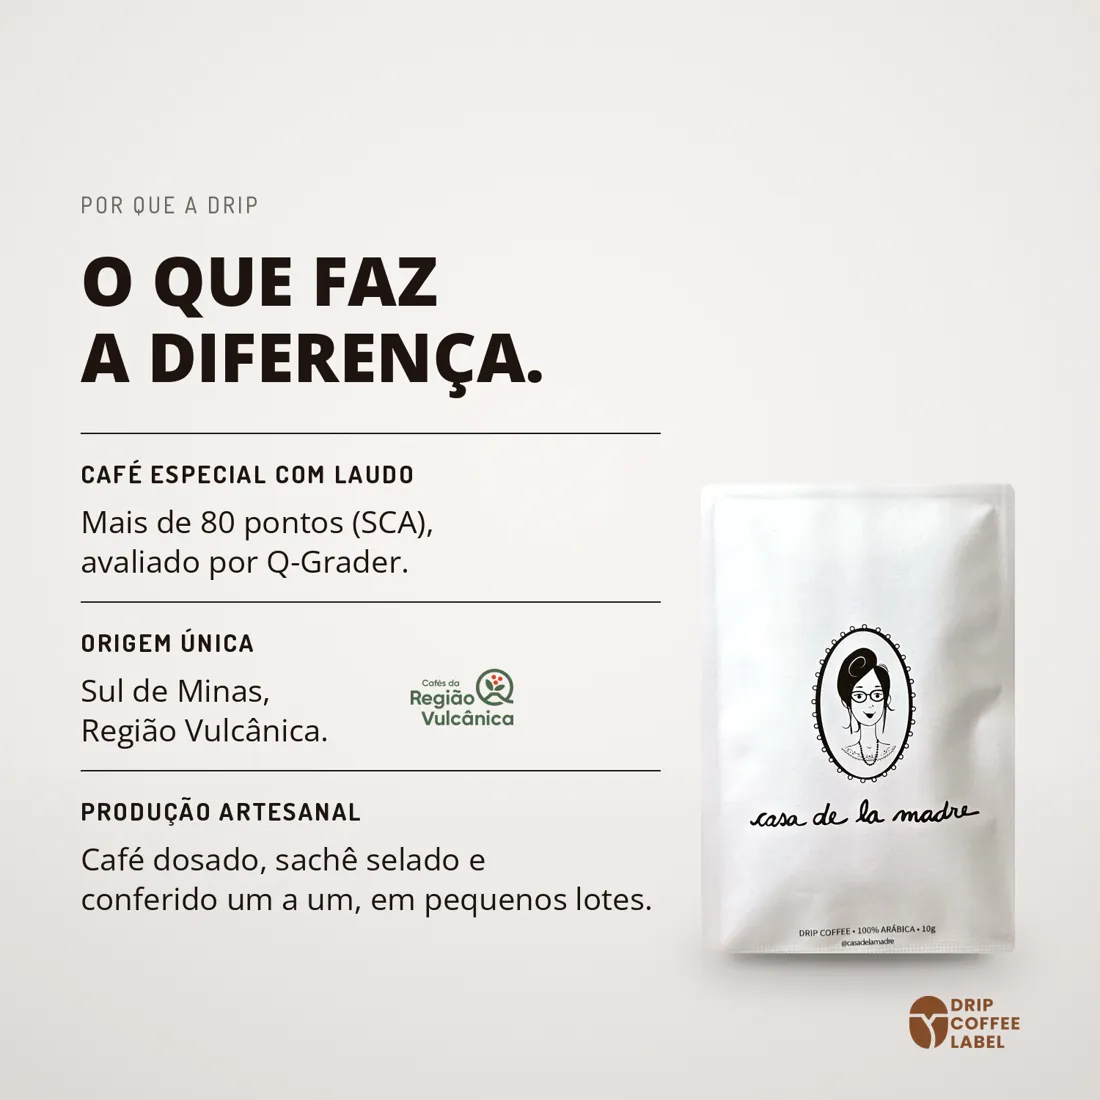 POR QUE A DRIP
O QUE FAZ
A DIFERENÇA.
CAFÉ ESPECIAL COM LAUDO
Mais de 80 pontos (SCA),
avaliado por Q-Grader.
ORIGEM ÚNICA
Sul de Minas,
Região Vulcânica.
Cafés da
Região
Vulcânica
PRODUÇÃO ARTESANAL
Café dosado, sachê selado e
conferido um a um, em pequenos lotes.
casa de la madre
DRIP COFFEE • 100% ARÁBICA • 10g
@casadelamadre
DRIP
COFFEE
LABEL